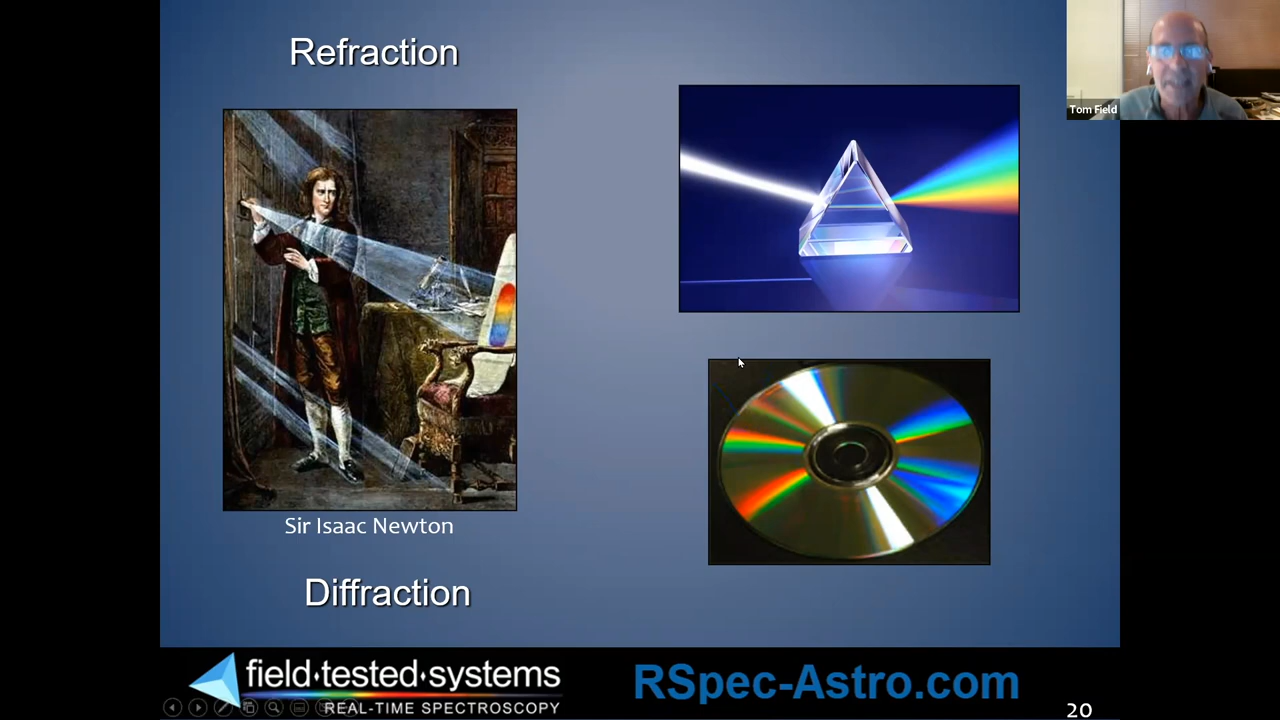 Refraction
Tom Field
Sir Isaac Newton
Diffraction
field·tested·systems
REAL-TIME SPECTROSCOPY
RSpec-Astro.com
20